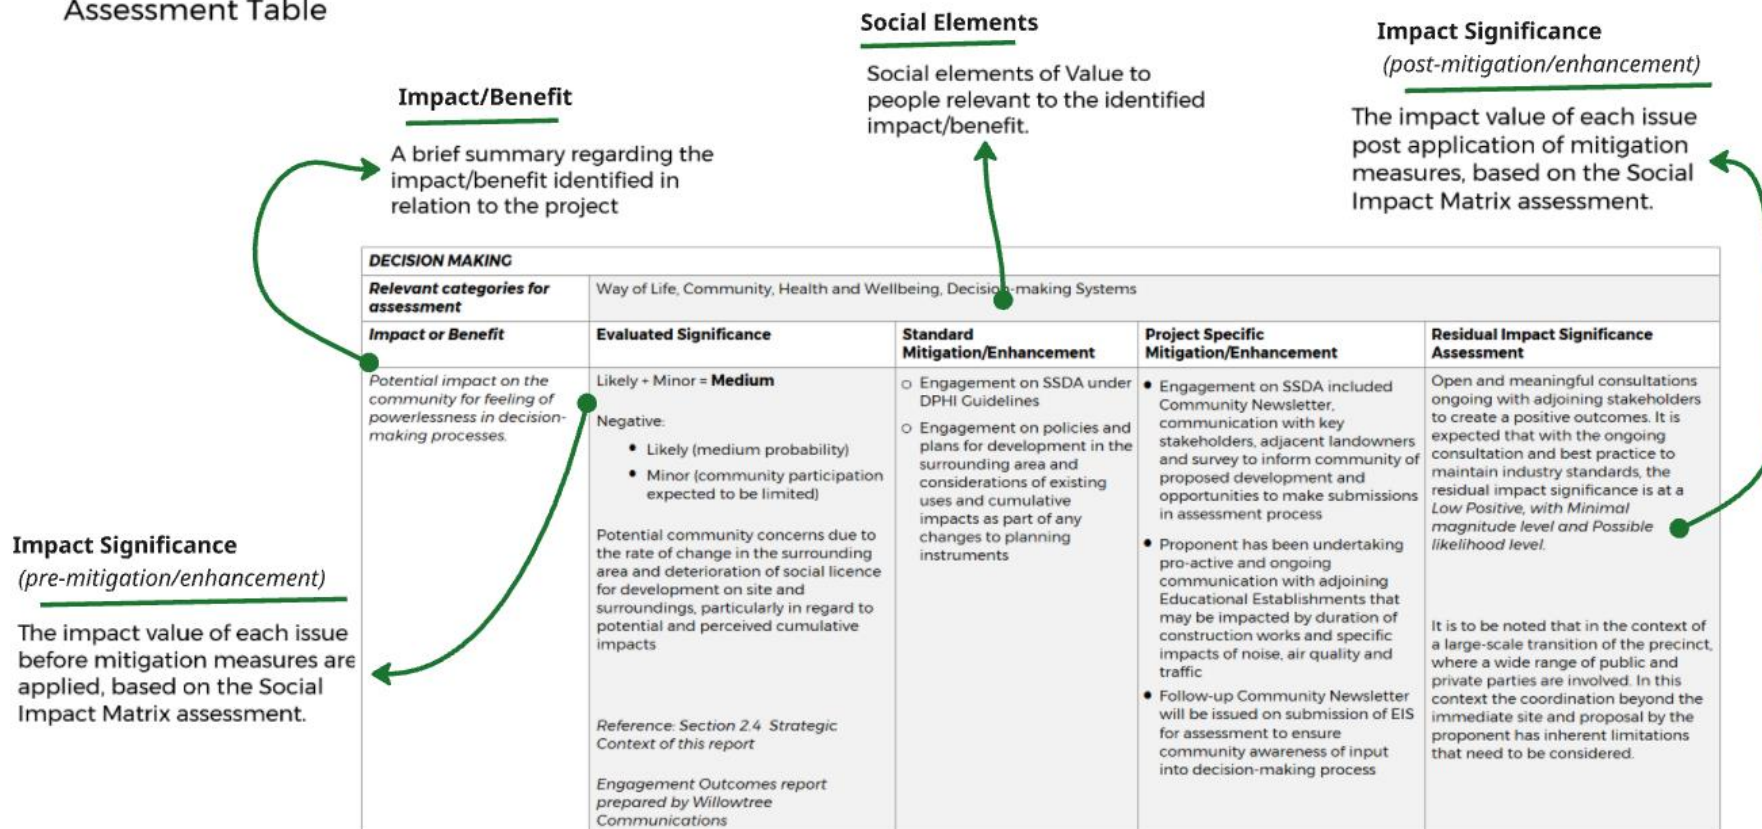 Assessment Table
Social Elements
Social elements of Value to
people relevant to the identified
impact/benefit.
Impact Significance
(post-mitigation/enhancement)
The impact value of each issue
post application of mitigation
measures, based on the Social
Impact Matrix assessment.
Impact/Benefit
A brief summary regarding the
impact/benefit identified in
relation to the project
DECISION MAKING
Relevant categories for
assessment
Way of Life, Community, Health and Wellbeing, Decision-making Systems
Impact or Benefit
Evaluated Significance
Standard
Mitigation/Enhancement
Project Specific
Mitigation/Enhancement
Residual Impact Significance
Assessment
Potential impact on the
community for feeling of
powerlessness in decision-
making processes.
Likely + Minor = Medium
Negative:
• Likely (medium probability)
• Minor (community participation
expected to be limited)
Potential community concerns due to
the rate of change in the surrounding
area and deterioration of social licence
for development on site and
surroundings, particularly in regard to
potential and perceived cumulative
impacts
Reference: Section 2.4 Strategic
Context of this report
Engagement Outcomes report
prepared by Willowtree
Communications
o Engagement on SSDA under
DPHI Guidelines
o Engagement on policies and
plans for development in the
surrounding area and
considerations of existing
uses and cumulative
impacts as part of any
changes to planning
instruments
• Engagement on SSDA included
Community Newsletter,
communication with key
stakeholders, adjacent landowners
and survey to inform community of
proposed development and
opportunities to make submissions
in assessment process
• Proponent has been undertaking
pro-active and ongoing
communication with adjoining
Educational Establishments that
may be impacted by duration of
construction works and specific
impacts of noise, air quality and
traffic
• Follow-up Community Newsletter
will be issued on submission of EIS
for assessment to ensure
community awareness of input
into decision-making process
Open and meaningful consultations
ongoing with adjoining stakeholders
to create a positive outcomes. It is
expected that with the ongoing
consultation and best practice to
maintain industry standards, the
residual impact significance is at a
Low Positive, with Minimal
magnitude level and Possible
likelihood level.
It is to be noted that in the context of
a large-scale transition of the precinct,
where a wide range of public and
private parties are involved. In this
context the coordination beyond the
immediate site and proposal by the
proponent has inherent limitations
that need to be considered.
Impact Significance
(pre-mitigation/enhancement)
The impact value of each issue
before mitigation measures are
applied, based on the Social
Impact Matrix assessment.